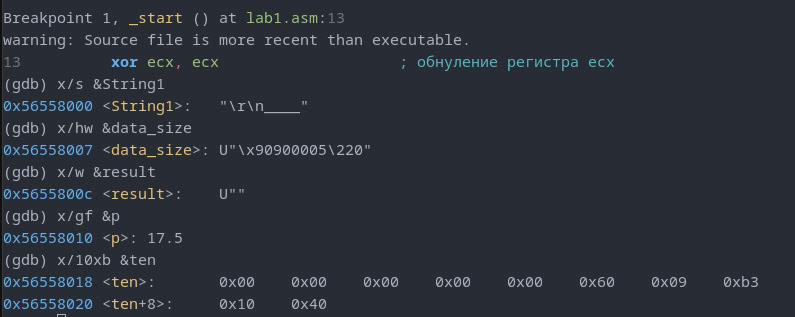 Breakpoint 1, _start () at lab1.asm:13
warning: Source file is more recent than executable.
13 xor ecx, ecx ; обнуление регистра ecx
(gdb) x/s &String1
0x56558000 <String1>: "\r\n____"
(gdb) x/hw &data_size
0x56558007 <data_size>: U"\x90900005\220"
(gdb) x/w &result
0x5655800c <result>: U""
(gdb) x/gf &p
0x56558010 <p>: 17.5
(gdb) x/10xb &ten
0x56558018 <ten>: 0x00 0x00 0x00 0x00 0x00 0x60 0x09 0xb3
0x56558020 <ten+8>: 0x10 0x40